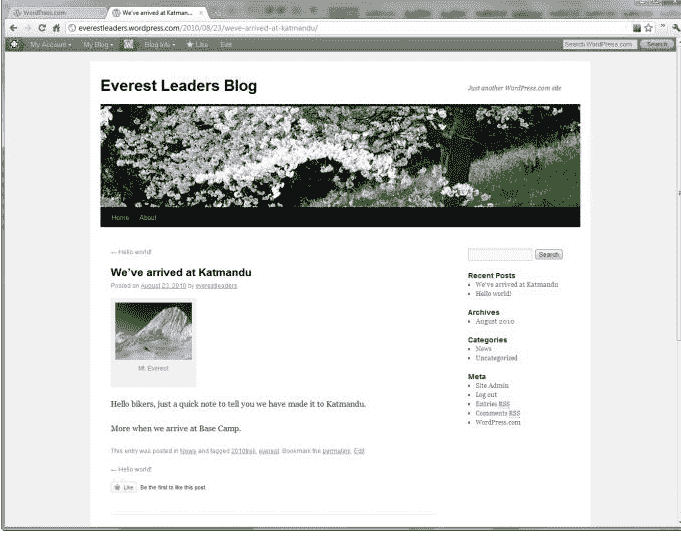 WordPress.com
We've arrived at Katman...
everestleaders.wordpress.com/2010/08/23/weve-arrived-at-katmandu/
My Account
My Blog
Blog Info
Like
Edit
Search WordPress.com
Search
Everest Leaders Blog
Just another WordPress.com site
Home
About
← Hello world!
We've arrived at Katmandu
Posted on August 23, 2010 by everestleaders
Mt. Everest
Hello bikers, just a quick note to tell you we have made it to Katmandu.
More when we arrive at Base Camp.
This entry was posted in News and tagged 2010trail, everest. Bookmark the permalink. Edit
← Hello world!
Like
Be the first to like this post.
Search
Recent Posts
We've arrived at Katmandu
Hello world!
Archives
August 2010
Categories
News
Uncategorized
Meta
Site Admin
Log out
Entries RSS
Comments RSS
WordPress.com